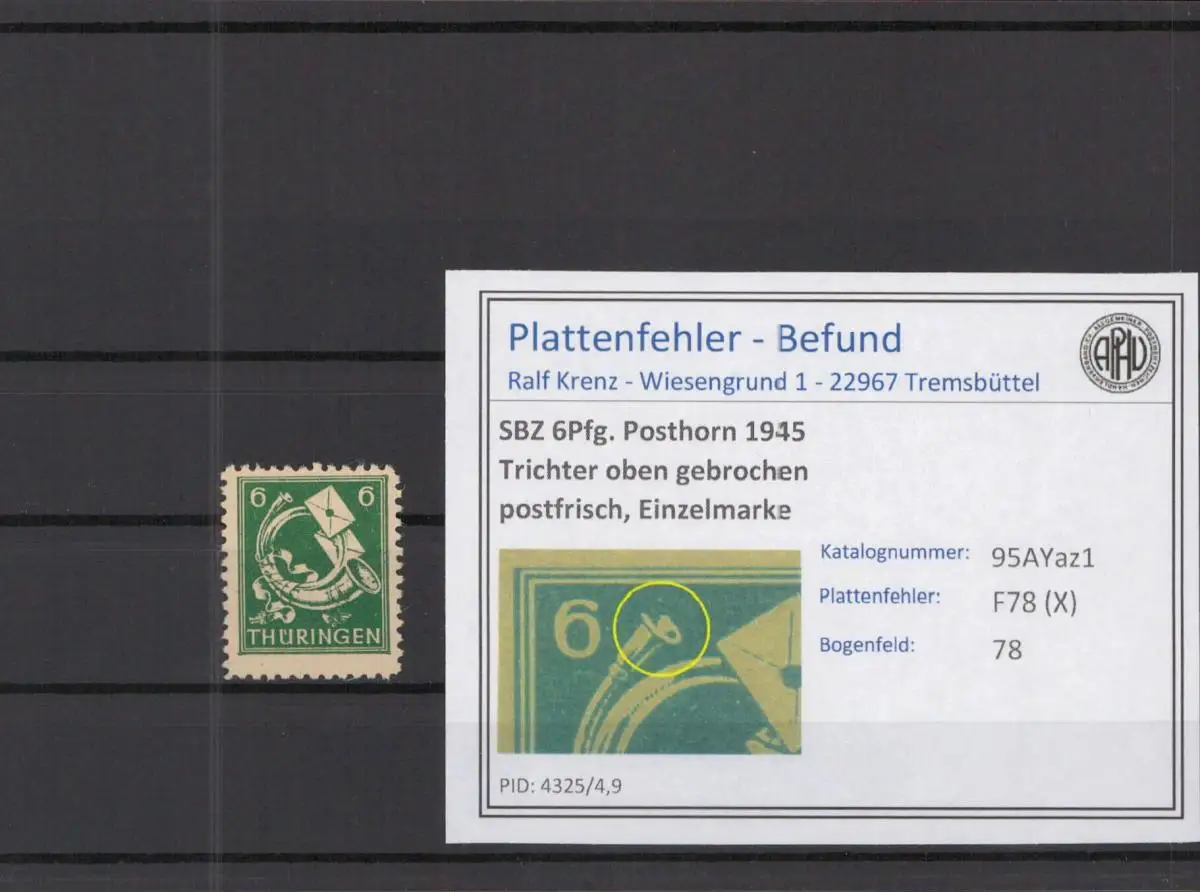 6 6
THÜRINGEN
Plattenfehler - Befund
Ralf Krenz - Wiesengrund 1 - 22967 Tremsbüttel
APHV
SBZ 6Pfg. Posthorn 1945
Trichter oben gebrochen
postfrisch, Einzelmarke
6
Katalognummer: 95AYaz1
Plattenfehler: F78 (X)
Bogenfeld: 78
PID: 4325/4,9